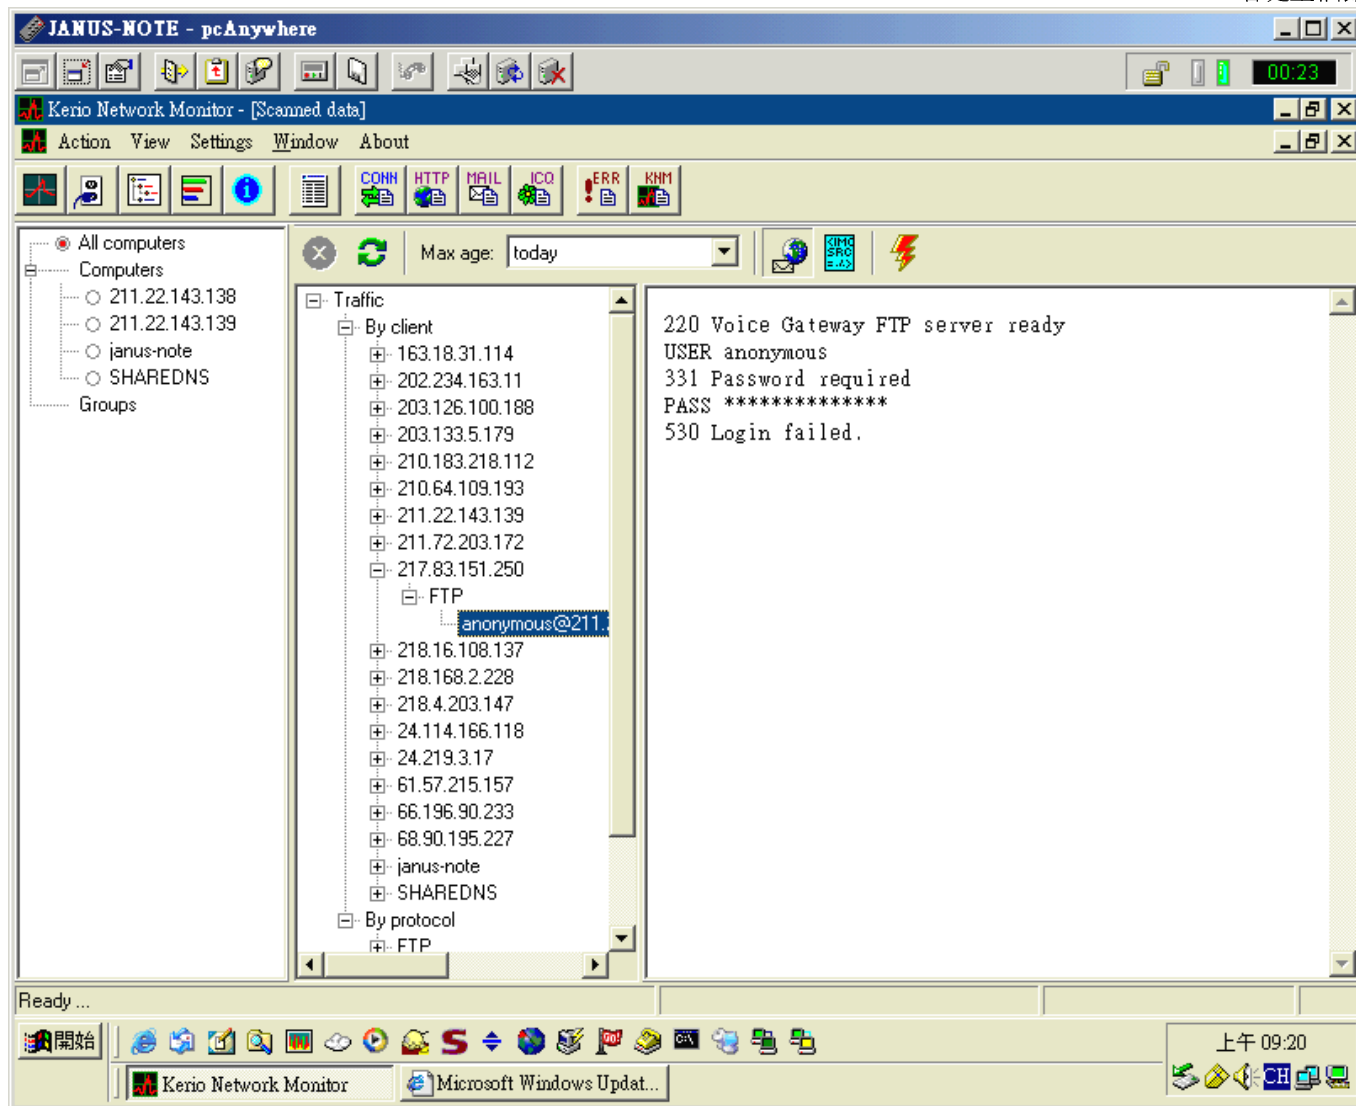 JANUS-NOTE - pcAnywhere
00:23
Kerio Network Monitor - [Scanned data]
Action View Settings Window About
CONN HTTP MAIL ICQ ERR KNM
All computers
Computers
211.22.143.138
211.22.143.139
janus-note
SHAREDNS
Groups
Max age: today
<IMG
SRC
Traffic
By client
163.18.31.114
202.234.163.11
203.126.100.188
203.133.5.179
210.183.218.112
210.64.109.193
211.22.143.139
211.72.203.172
217.83.151.250
FTP
anonymous@211.
218.16.108.137
218.168.2.228
218.4.203.147
24.114.166.118
24.219.3.17
61.57.215.157
66.196.90.233
68.90.195.227
janus-note
SHAREDNS
By protocol
FTP
220 Voice Gateway FTP server ready
USER anonymous
331 Password required
PASS **************
530 Login failed.
Ready ...
開始
上午 09:20
Kerio Network Monitor
Microsoft Windows Updat...
CH